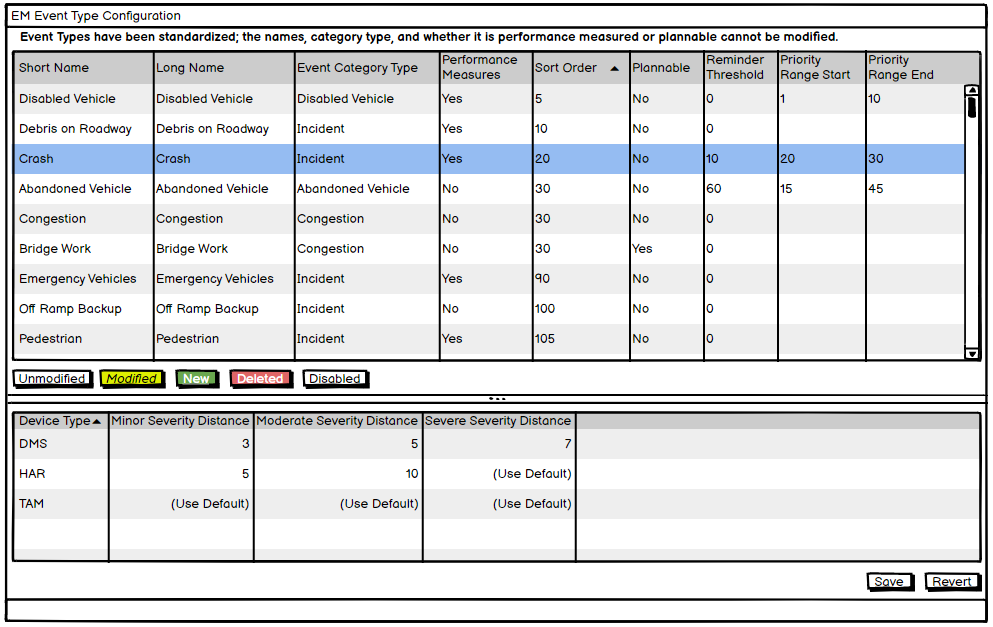 EM Event Type Configuration
Event Types have been standardized; the names, category type, and whether it is performance measured or plannable cannot be modified.
Short Name Long Name Event Category Type Performance Measures Sort Order Plannable Reminder Threshold Priority Range Start Priority Range End
Disabled Vehicle Disabled Vehicle Disabled Vehicle Yes 5 No 0 1 10
Debris on Roadway Debris on Roadway Incident Yes 10 No 0
Crash Crash Incident Yes 20 No 10 20 30
Abandoned Vehicle Abandoned Vehicle Abandoned Vehicle No 30 No 60 15 45
Congestion Congestion Congestion No 30 No 0
Bridge Work Bridge Work Congestion No 30 Yes 0
Emergency Vehicles Emergency Vehicles Incident Yes 90 No 0
Off Ramp Backup Off Ramp Backup Incident No 100 No 0
Pedestrian Pedestrian Incident Yes 105 No 0
Unmodified Modified New Deleted Disabled
Device Type Minor Severity Distance Moderate Severity Distance Severe Severity Distance
DMS 3 5 7
HAR 5 10 (Use Default)
TAM (Use Default) (Use Default) (Use Default)
Save Revert